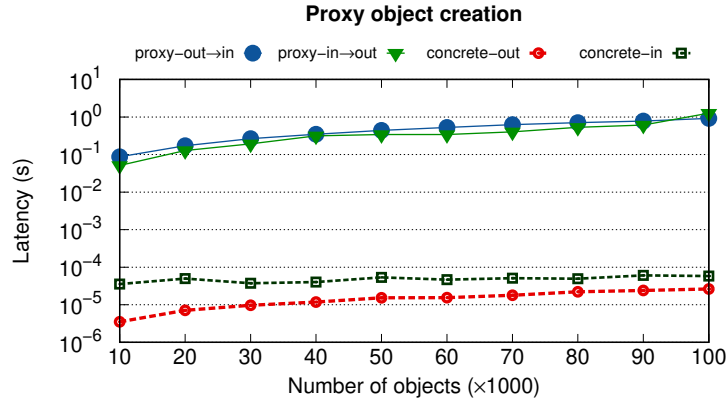 Proxy object creation
proxy-out→in proxy-in→out concrete-out concrete-in
Latency (s)
10^1
10^0
10^-1
10^-2
10^-3
10^-4
10^-5
10^-6
10 20 30 40 50 60 70 80 90 100
Number of objects (×1000)